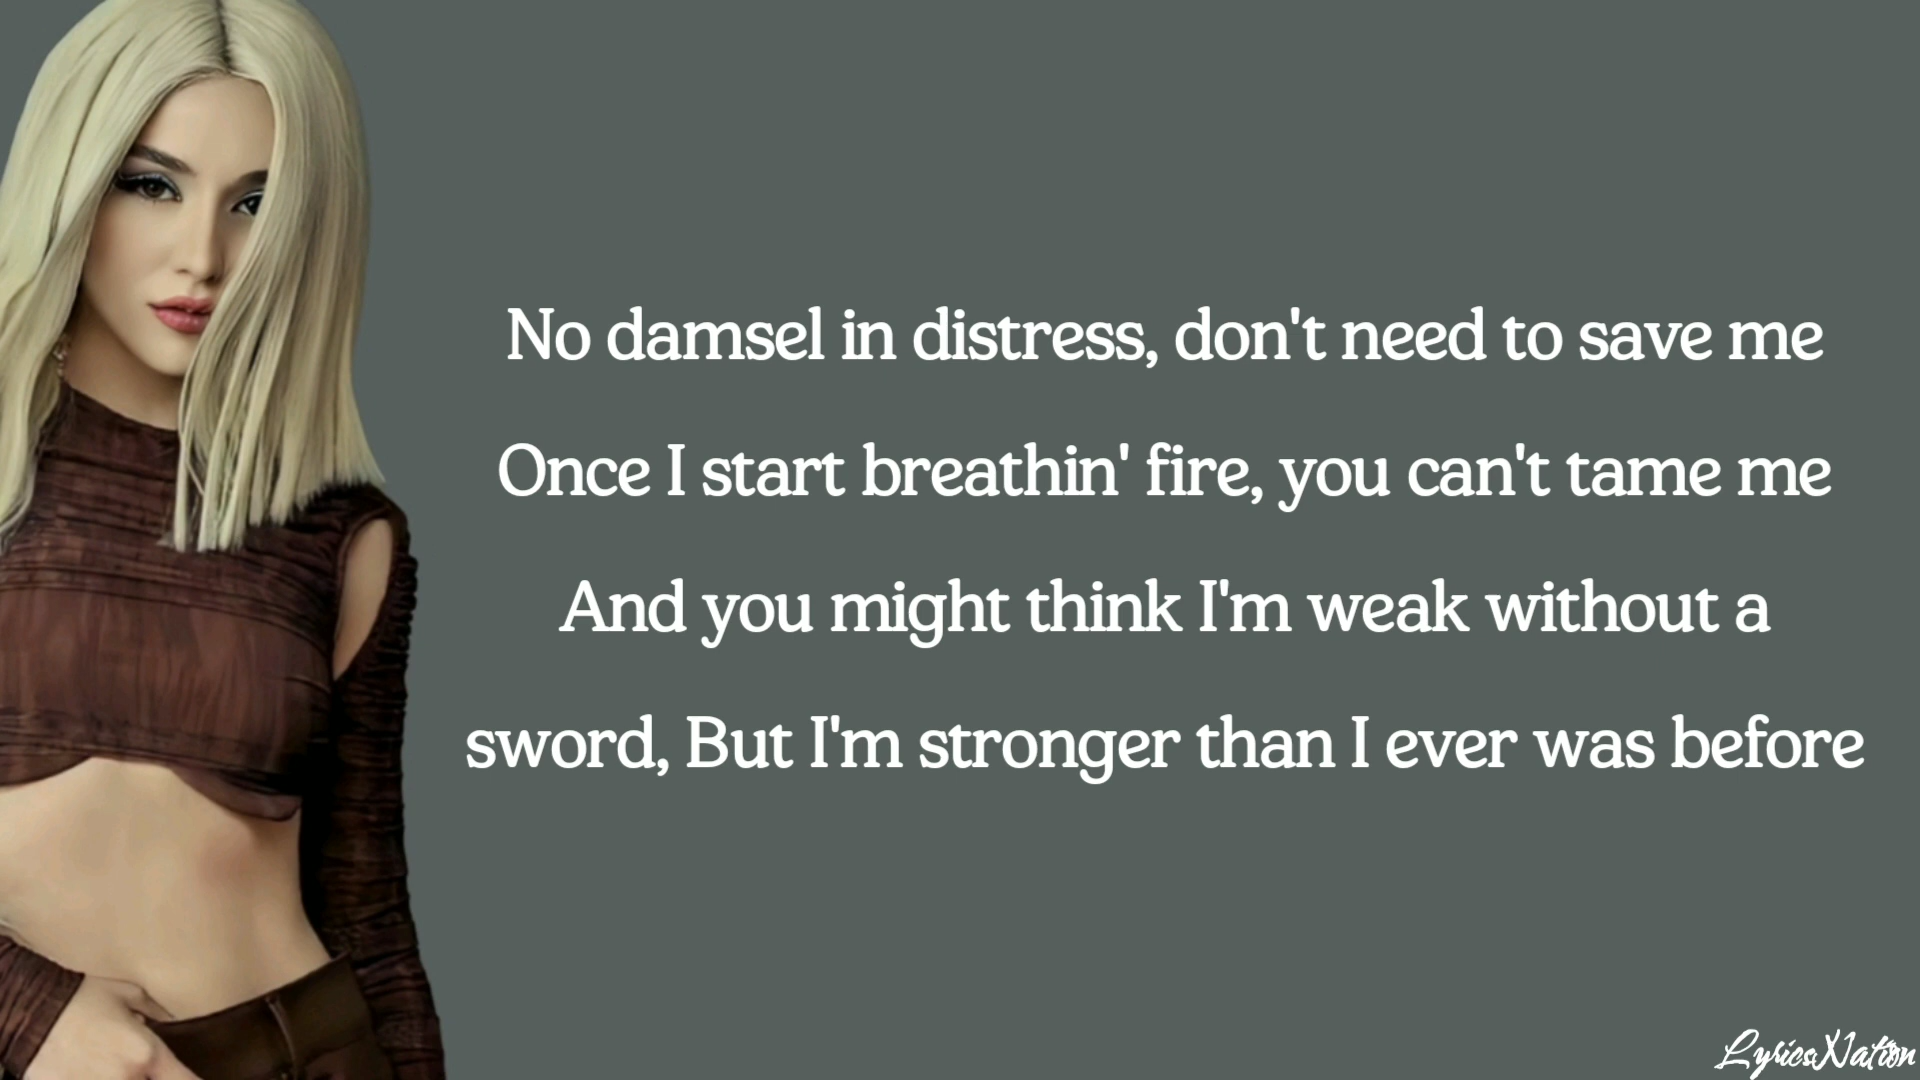 No damsel in distress, don't need to save me
Once I start breathin' fire, you can't tame me
And you might think I'm weak without a
sword, But I'm stronger than I ever was before
LyricsNation